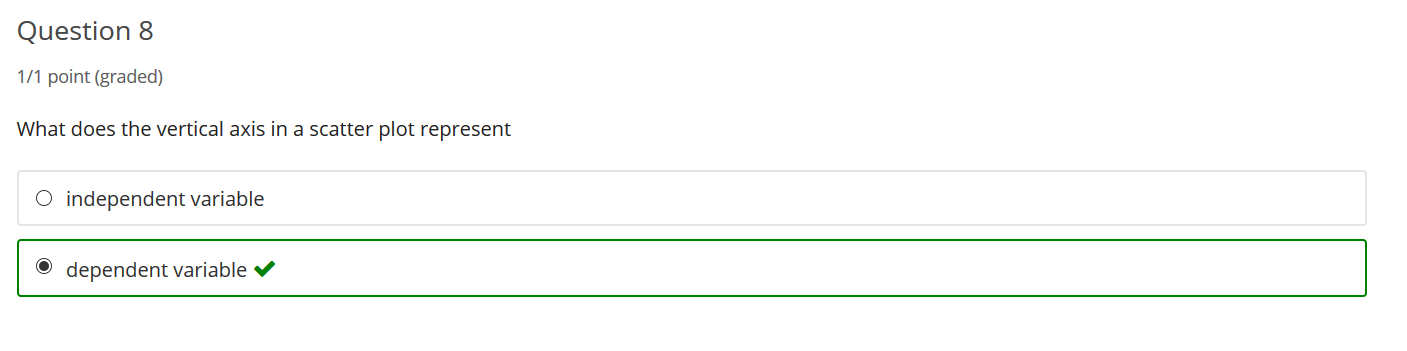 Question 8
1/1 point (graded)
What does the vertical axis in a scatter plot represent
independent variable
dependent variable